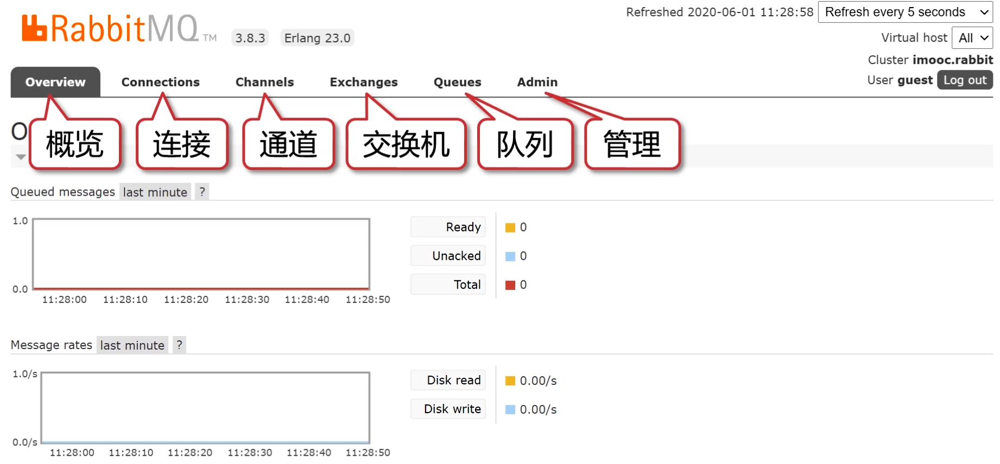 RabbitMQ TM 3.8.3 Erlang 23.0
Refreshed 2020-06-01 11:28:58 Refresh every 5 seconds
Virtual host All
Cluster imooc.rabbit
User guest Log out
Overview Connections Channels Exchanges Queues Admin
概览 连接 通道 交换机 队列 管理
Queued messages last minute ?
1.0
0.0
11:28:00 11:28:10 11:28:20 11:28:30 11:28:40 11:28:50
Ready 0
Unacked 0
Total 0
Message rates last minute ?
1.0/s
0.0/s
11:28:00 11:28:10 11:28:20 11:28:30 11:28:40 11:28:50
Disk read 0.00/s
Disk write 0.00/s